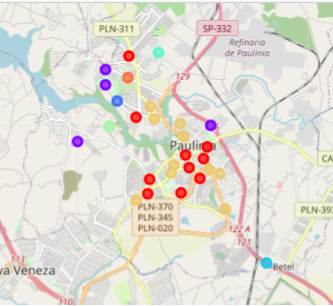 PLN-311
SP-332
Refinaria
de Paulínia
129
Paulínia
CA
PLN-370
PLN-345
PLN-020
PLN-393
122 A
121
113
va Veneza
Betel
110